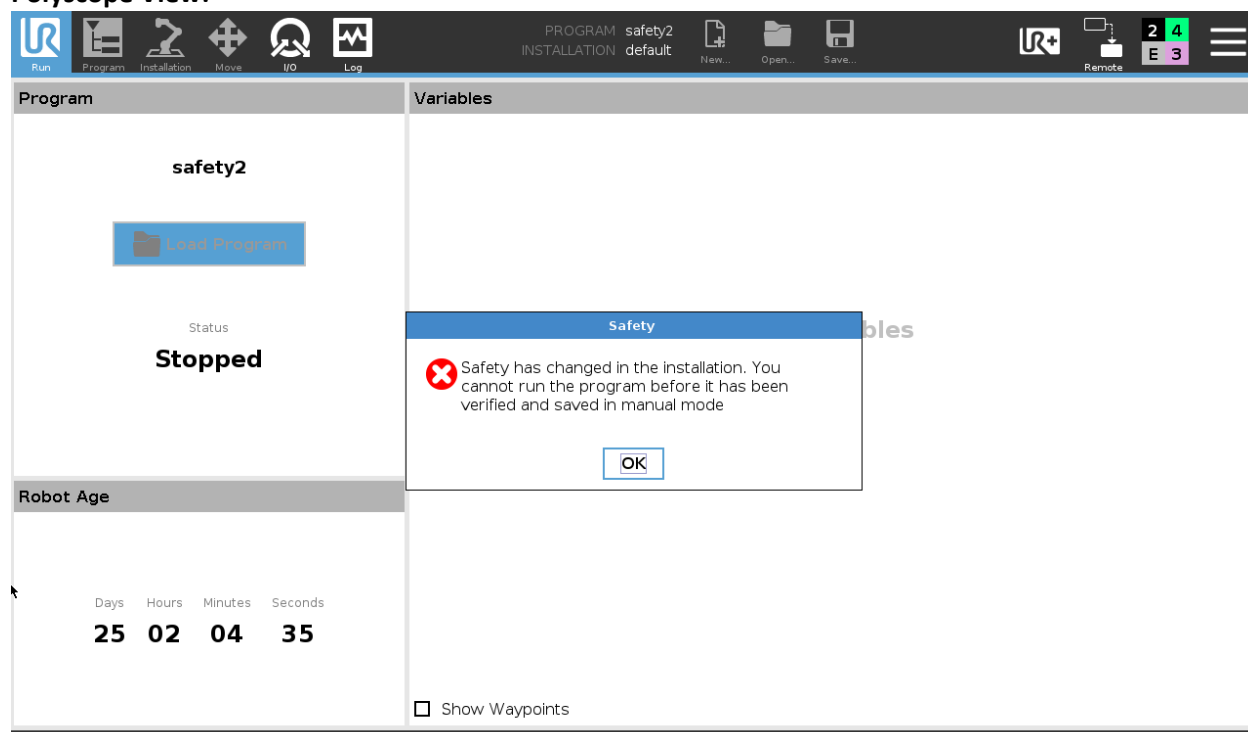 PROGRAM safety2
INSTALLATION default
UR
Run Program Installation Move I/O Log
New... Open... Save...
UR+
Remote
2 4
E 3
Program
Variables
safety2
Load Program
Status
Stopped
Safety
Safety has changed in the installation. You
cannot run the program before it has been
verified and saved in manual mode
OK
Robot Age
Days Hours Minutes Seconds
25 02 04 35
Show Waypoints